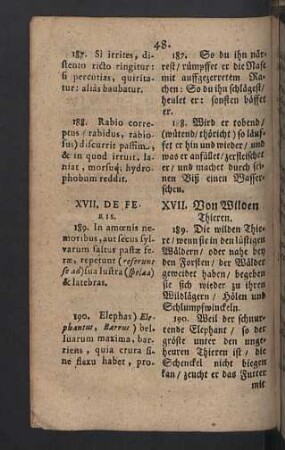 48.
187. Si irrites, di-
stento ricto ringitur:
si percutias, quirita-
tur: aliàs baubatur.
188. Rabio corre-
ptus / rabidus, rabio-
sus) discurrit passim,
& in quod irruit, la-
niat, morsuq; hydro-
phobum reddit.
XVII. DE FE-
RIS.
189. In amœnis ne-
moribus, aut secus syl-
varum saltus pastæ fe-
ræ, repetunt (referunt
se ad) sua lustra (spelæa)
& latebras.
190. Elephas) Ele-
phantus, Barrus) bel-
luarum maxima, bar-
riens, quia crura si-
ne flexu habet, pro-
187. So du ihn när-
rest / rümpffet er die Nase
mit auffgezerretem Ra-
chen: So du ihn schlägest /
heulet er: sonsten bäffet
er.
188. Wird er tobend /
(wütend / thöricht) so läuf-
fet er hin und wieder / und
was er anfället / zerfleischet
er / und machet durch sei-
nen Biß einen Wasser-
scheuen.
XVII. Von Wilden
Thieren.
189. Die wilden Thie-
re / wenn sie in den lüstigen
Wäldern / oder nahe bey
den Forsten / der Wälder
geweidet haben / begeben
sie sich wieder zu ihren
Wildlägern / Hölen und
Schlumpfwinckeln.
190. Weil der schnur-
rende Elephant / so der
gröste unter den unge-
heuren Thieren ist / die
Schenckel nicht biegen
kan / zeucht er das Futter
mit